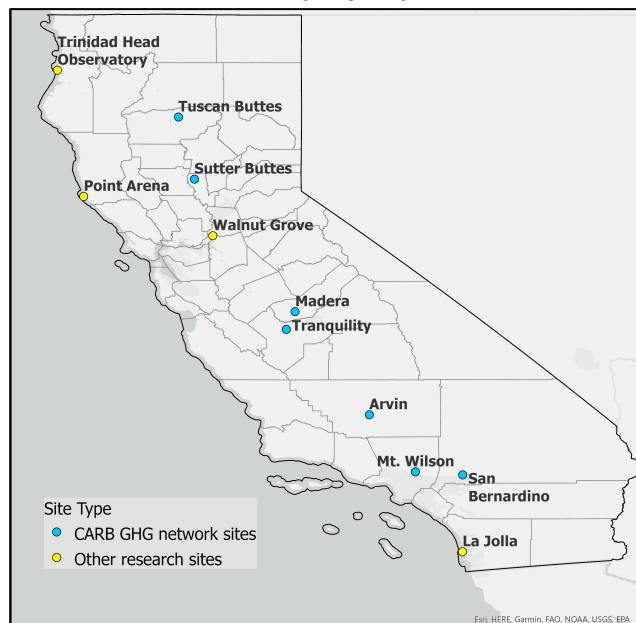 Trinidad Head
Observatory
Tuscan Buttes
Sutter Buttes
Point Arena
Walnut Grove
Madera
Tranquility
Arvin
Mt. Wilson
San
Bernardino
La Jolla
Site Type
CARB GHG network sites
Other research sites
Esri, HERE, Garmin, FAO, NOAA, USGS, EPA